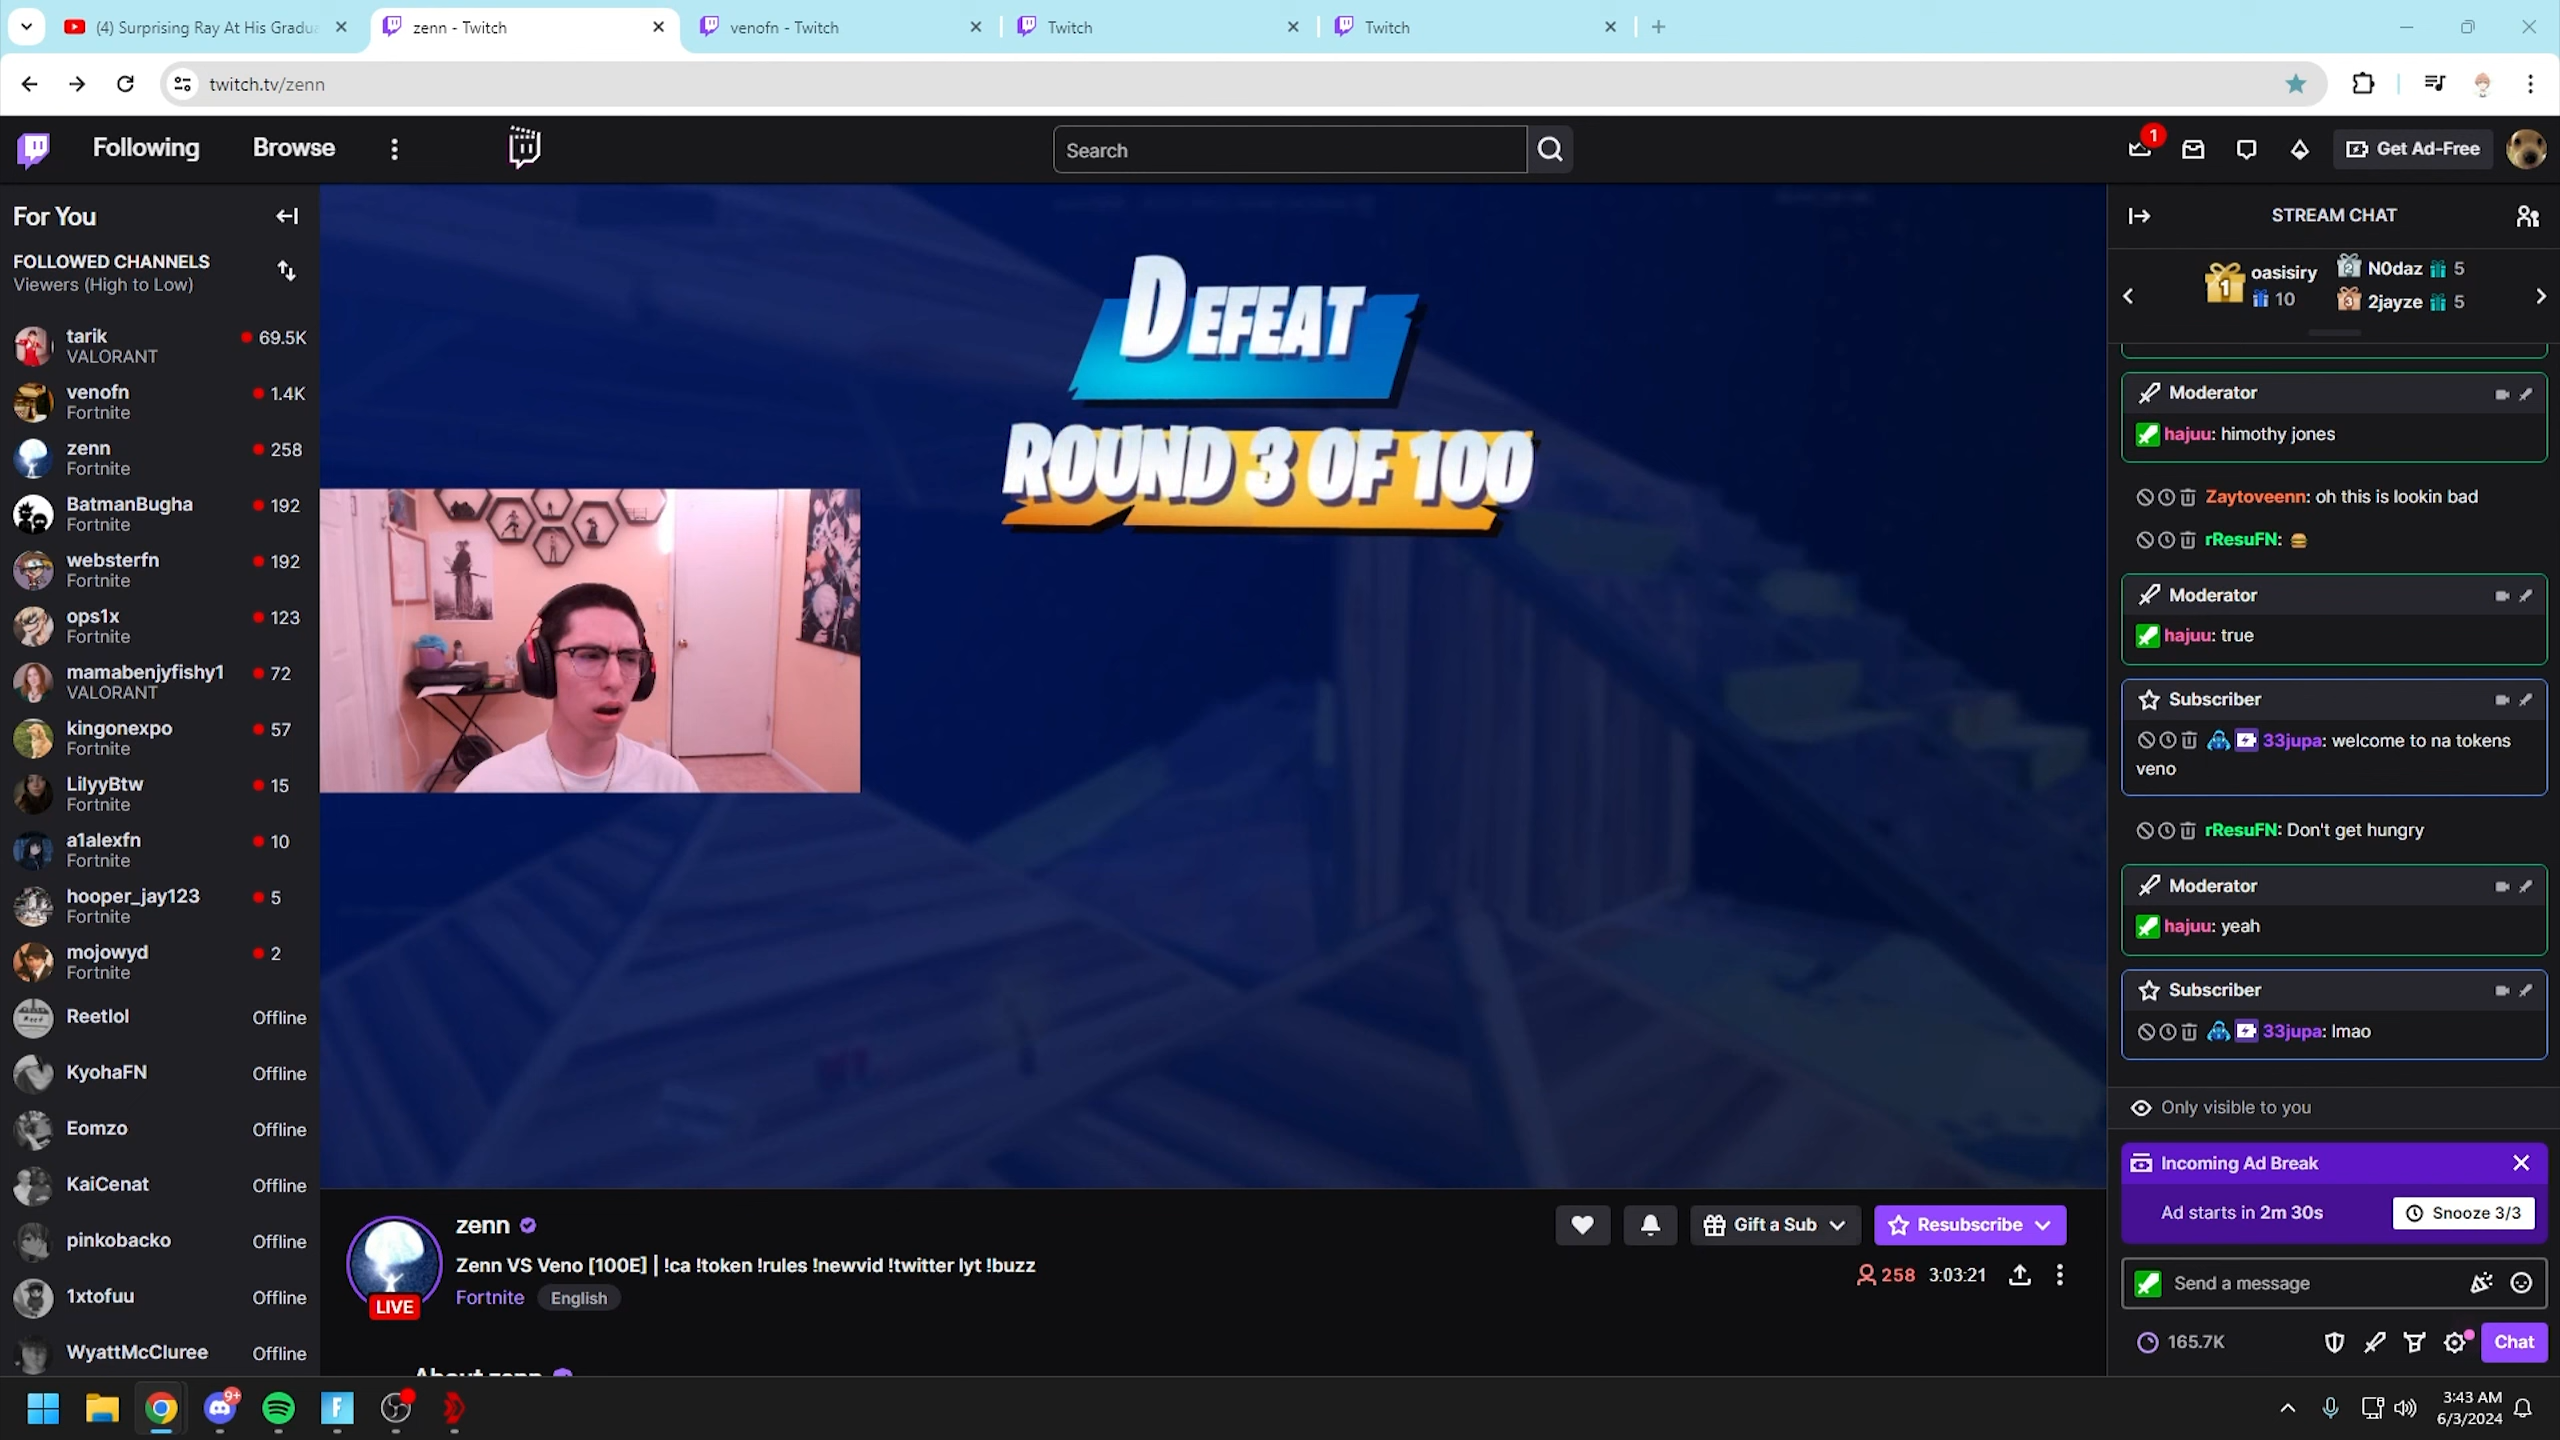 (4) Surprising Ray At His Gradua
zenn - Twitch
venofn - Twitch
Twitch
Twitch
twitch.tv/zenn
Following
Browse
Search
1
Get Ad-Free
For You
FOLLOWED CHANNELS
Viewers (High to Low)
tarik 69.5K
VALORANT
venofn 1.4K
Fortnite
zenn 258
Fortnite
BatmanBugha 192
Fortnite
websterfn 192
Fortnite
ops1x 123
Fortnite
mamabenjyfishy1 72
VALORANT
kingonexpo 57
Fortnite
LilyyBtw 15
Fortnite
a1alexfn 10
Fortnite
hooper_jay123 5
Fortnite
mojowyd 2
Fortnite
Reetlol Offline
KyohaFN Offline
Eomzo Offline
KaiCenat Offline
pinkobacko Offline
1xtofuu Offline
WyattMcCluree Offline
DEFEAT
ROUND 3 OF 100
zenn
LIVE
Zenn VS Veno [100E] | !ca !token !rules !newvid !twitter lyt !buzz
Fortnite English
Gift a Sub
Resubscribe
258 3:03:21
About zenn
STREAM CHAT
1 oasisiry
10
2 N0daz 5
3 2jayze 5
Moderator
hajuu: himothy jones
Zaytoveenn: oh this is lookin bad
rResuFN: 🍔
Moderator
hajuu: true
Subscriber
33jupa: welcome to na tokens
veno
rResuFN: Don't get hungry
Moderator
hajuu: yeah
Subscriber
33jupa: lmao
Only visible to you
Incoming Ad Break
Ad starts in 2m 30s
Snooze 3/3
Send a message
165.7K
Chat
9+
F
3:43 AM
6/3/2024